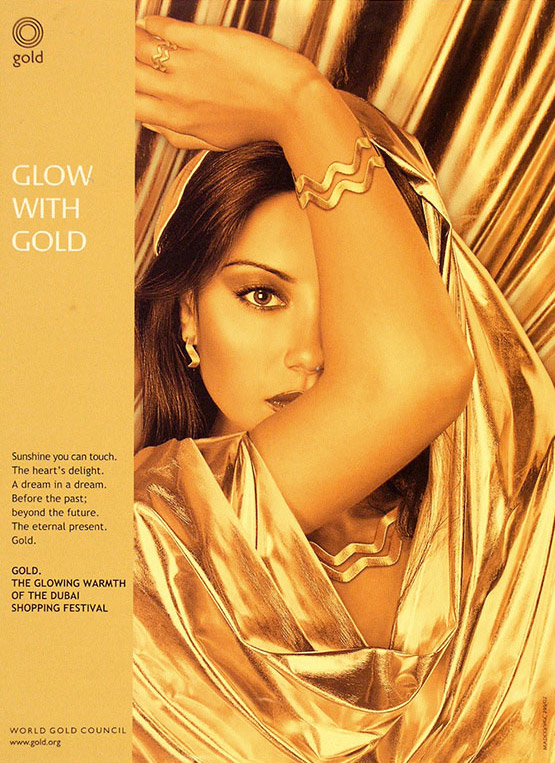 gold
GLOW
WITH
GOLD
Sunshine you can touch.
The heart's delight.
A dream in a dream.
Before the past;
beyond the future.
The eternal present.
Gold.
GOLD.
THE GLOWING WARMTH
OF THE DUBAI
SHOPPING FESTIVAL
WORLD GOLD COUNCIL
www.gold.org